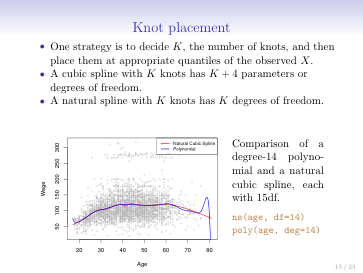 Knot placement
• One strategy is to decide K, the number of knots, and then
place them at appropriate quantiles of the observed X.
• A cubic spline with K knots has K + 4 parameters or
degrees of freedom.
• A natural spline with K knots has K degrees of freedom.
Natural Cubic Spline
Polynomial
Wage
50 100 150 200 250 300
20 30 40 50 60 70 80
Age
Comparison of a
degree-14 polyno-
mial and a natural
cubic spline, each
with 15df.
ns(age, df=14)
poly(age, deg=14)
15 / 23